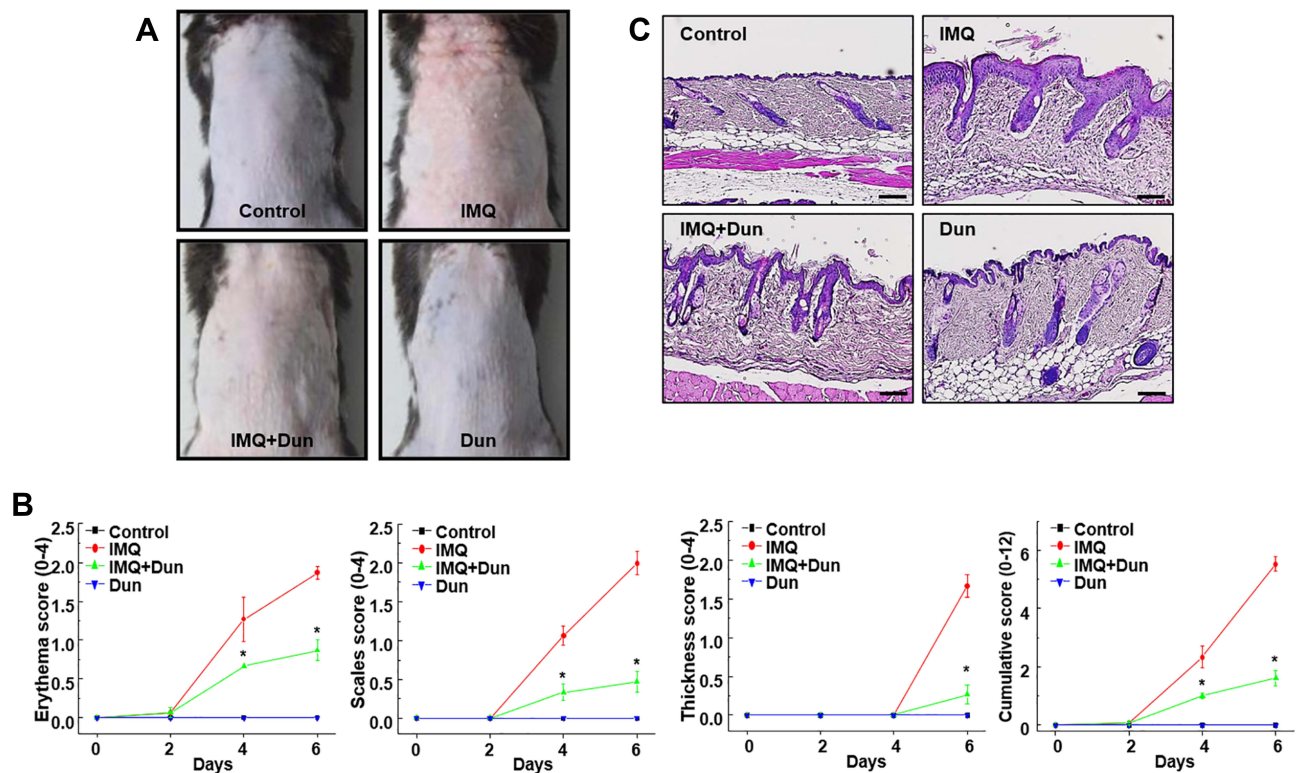 A
Control
IMQ
IMQ+Dun
Dun
C
Control
IMQ
IMQ+Dun
Dun
B
Erythema score (0-4)
2.5
2.0
1.5
1.0
0.5
0.0
Control
IMQ
IMQ+Dun
Dun
*
*
0
2
4
6
Days
Scales score (0-4)
2.5
2.0
1.5
1.0
0.5
0.0
Control
IMQ
IMQ+Dun
Dun
*
*
0
2
4
6
Days
Thickness score (0-4)
2.5
2.0
1.5
1.0
0.5
0.0
Control
IMQ
IMQ+Dun
Dun
*
0
2
4
6
Days
Cumulative score (0-12)
6
4
2
0
Control
IMQ
IMQ+Dun
Dun
*
*
0
2
4
6
Days